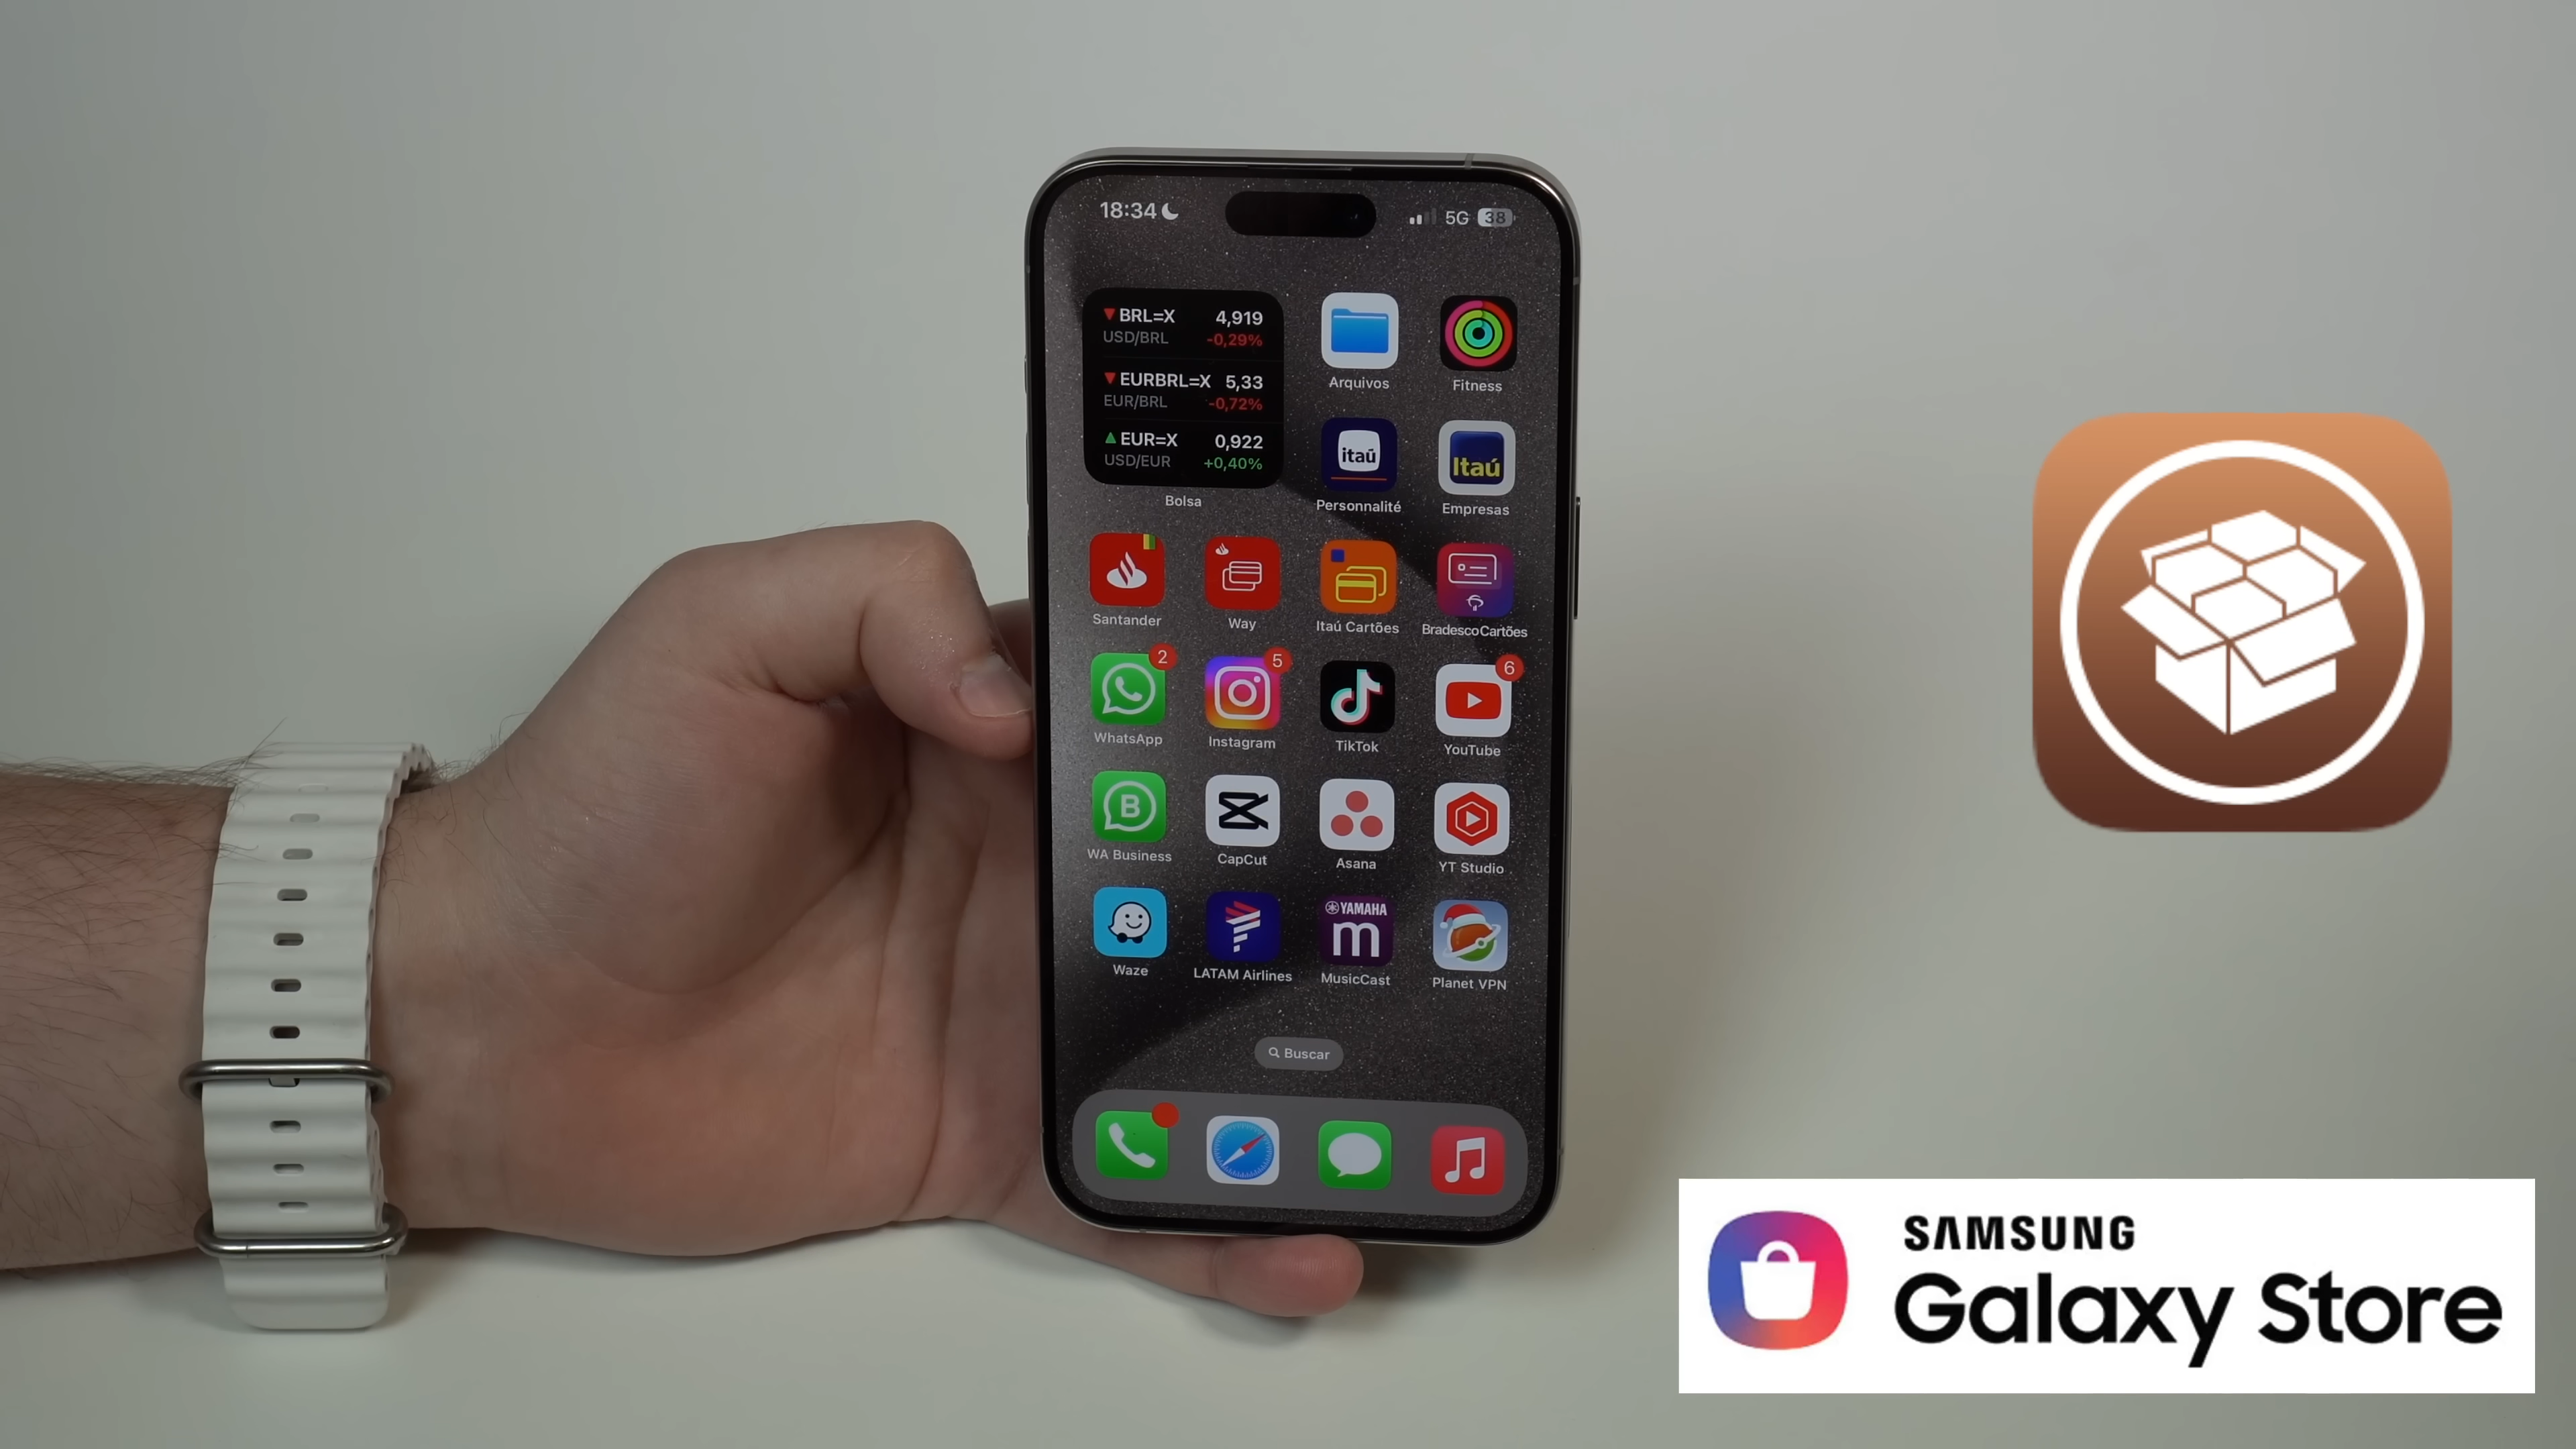 18:34
5G 38
BRL=X 4,919
USD/BRL -0,29%
EURBRL=X 5,33
EUR/BRL -0,72%
EUR=X 0,922
USD/EUR +0,40%
Bolsa
Arquivos
Fitness
itaú
Itaú
Personnalité
Empresas
Santander
Way
Itaú Cartões
BradescoCartões
2
5
6
WhatsApp
Instagram
TikTok
YouTube
B
WA Business
CapCut
Asana
YT Studio
YAMAHA
m
Waze
LATAM Airlines
MusicCast
Planet VPN
Buscar
SAMSUNG
Galaxy Store